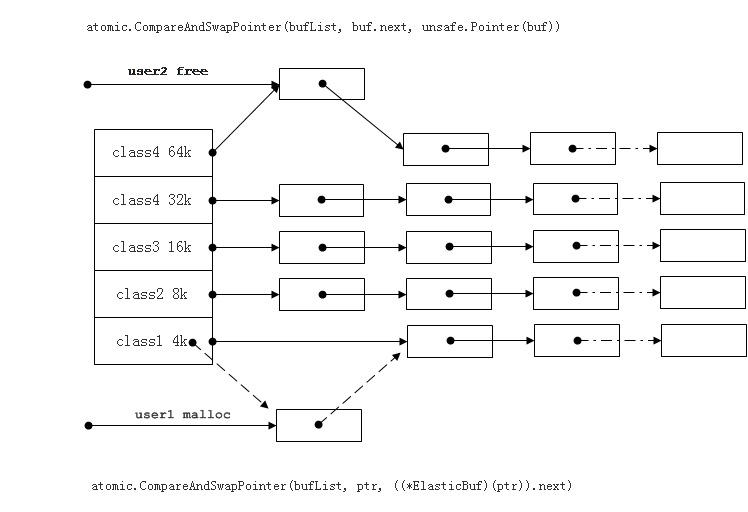 atomic.CompareAndSwapPointer(bufList, buf.next, unsafe.Pointer(buf))
user2 free
class4 64k
class4 32k
class3 16k
class2 8k
class1 4k
user1 malloc
atomic.CompareAndSwapPointer(bufList, ptr, ((*ElasticBuf)(ptr)).next)